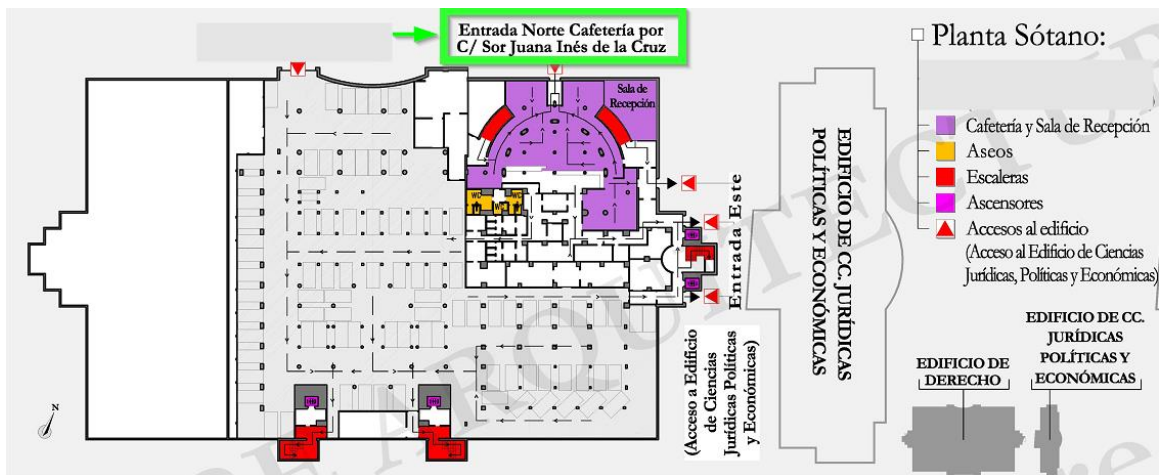 Entrada Norte Cafetería por
C/ Sor Juana Inés de la Cruz
Planta Sótano:
Cafetería y Sala de Recepción
Aseos
Escaleras
Ascensores
Accesos al edificio
(Acceso al Edificio de Ciencias
Jurídicas, Políticas y Económicas)
Sala de
Recepción
WC
WC
WC
Entrada Este
(Acceso a Edificio
de Ciencias
Jurídicas Políticas
y Económicas)
EDIFICIO DE CC. JURÍDICAS
POLÍTICAS Y ECONÓMICAS
EDIFICIO DE
DERECHO
EDIFICIO DE CC.
JURÍDICAS
POLÍTICAS Y
ECONÓMICAS
N